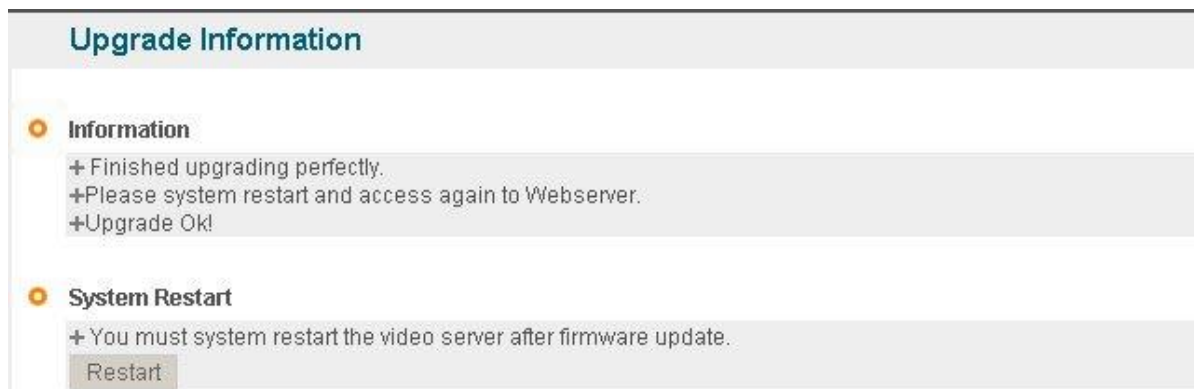 Upgrade Information
Information
+ Finished upgrading perfectly.
+Please system restart and access again to Webserver.
+Upgrade Ok!
System Restart
+ You must system restart the video server after firmware update.
Restart